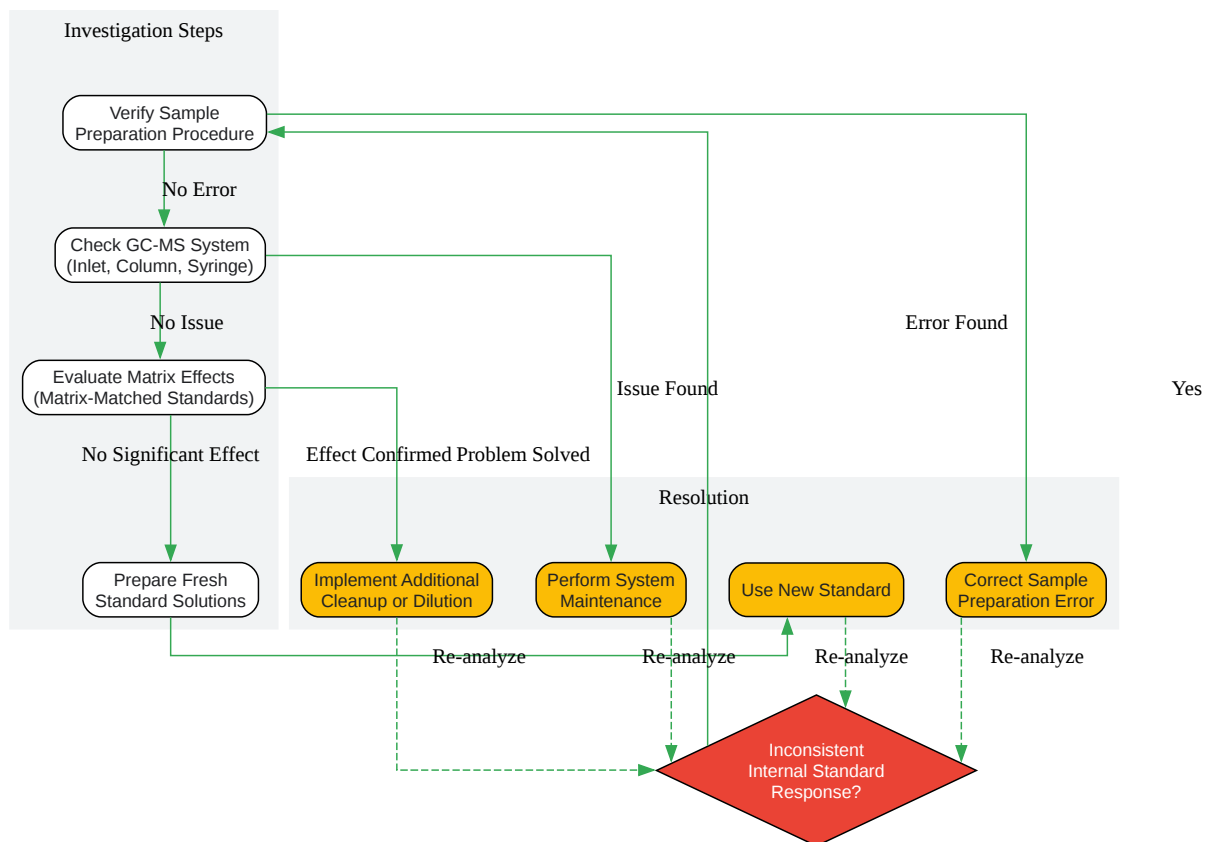 Investigation Steps
Verify Sample
Preparation Procedure
No Error
Check GC-MS System
(Inlet, Column, Syringe)
No Issue
Error Found
Evaluate Matrix Effects
(Matrix-Matched Standards)
Issue Found
Yes
No Significant Effect
Effect Confirmed
Problem Solved
Resolution
Prepare Fresh
Standard Solutions
Implement Additional
Cleanup or Dilution
Perform System
Maintenance
Use New Standard
Correct Sample
Preparation Error
Re-analyze
Re-analyze
Re-analyze
Re-analyze
Inconsistent
Internal Standard
Response?